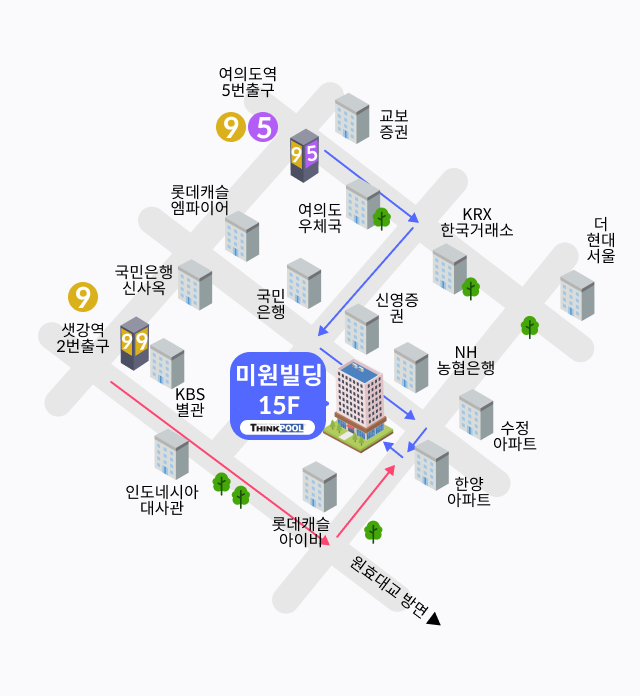 여의도역
5번출구
9 5
9 5
교보
증권
롯데캐슬
엠파이어
여의도
우체국
KRX
한국거래소
더
현대
서울
국민은행
신사옥
9
국민
은행
신영증
권
샛강역
2번출구
9 9
KBS
별관
미원빌딩
15F
THINKPOOL
NH
농협은행
수정
아파트
인도네시아
대사관
한양
아파트
롯데캐슬
아이비
원효대교 방면